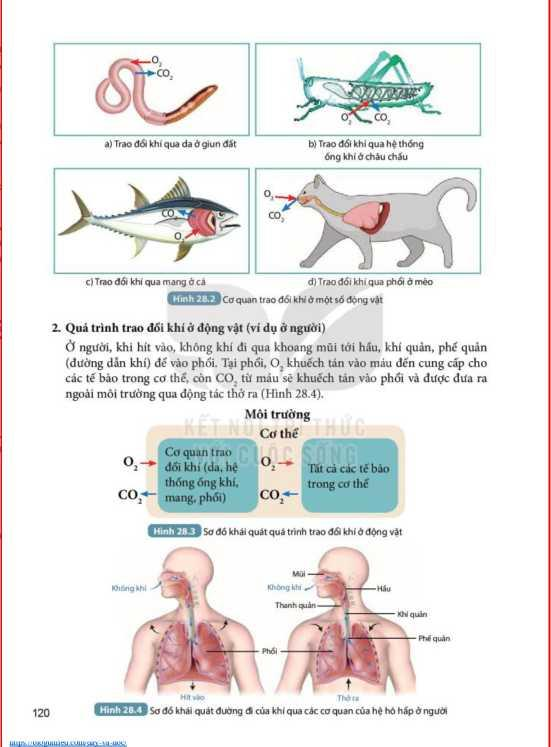 O₂
CO₂
O₂ CO₂
a) Trao đổi khí qua da ở giun đất
b) Trao đổi khí qua hệ thống
ống khí ở châu chấu
CO₂
O₂
O₂
CO₂
c) Trao đổi khí qua mang ở cá
d) Trao đổi khí qua phổi ở mèo
Hình 28.2 Cơ quan trao đổi khí ở một số động vật
2. Quá trình trao đổi khí ở động vật (ví dụ ở người)
Ở người, khi hít vào, không khí đi qua khoang mũi tới hầu, khí quản, phế quản
(đường dẫn khí) để vào phổi. Tại phổi, O₂ khuếch tán vào máu đến cung cấp cho
các tế bào trong cơ thể, còn CO₂ từ máu sẽ khuếch tán vào phổi và được đưa ra
ngoài môi trường qua động tác thở ra (Hình 28.4).
KẾT NỐI TRI THỨC
VỚI CUỘC SỐNG
Môi trường
Cơ thể
O₂
CO₂
Cơ quan trao
đổi khí (da, hệ
thống ống khí,
mang, phổi)
O₂
CO₂
Tất cả các tế bào
trong cơ thể
Hình 28.3 Sơ đồ khái quát quá trình trao đổi khí ở động vật
Không khí
Mũi
Không khí
Hầu
Thanh quản
Khí quản
Phế quản
Phổi
Hít vào
Thở ra
120
Hình 28.4 Sơ đồ khái quát đường đi của khí qua các cơ quan của hệ hô hấp ở người